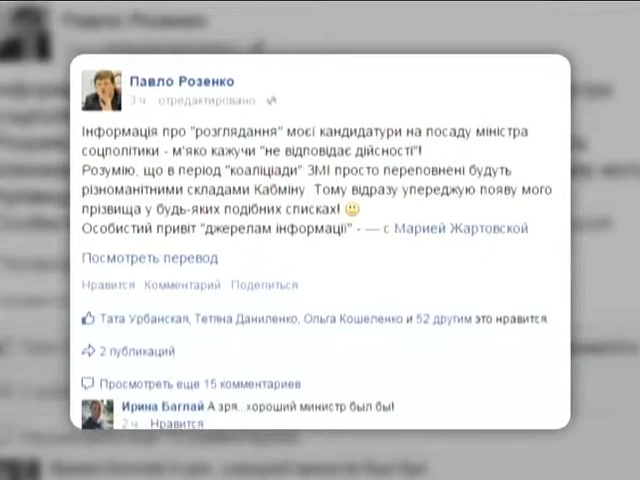 Павло Розенко
3 ч отредактировано
Інформація про "розглядання" моєї кандидатури на посаду міністра
соцполітики - м'яко кажучи "не відповідає дійсності"!
Розумію, що в період "коаліціади" ЗМІ просто переповнені будуть
різноманітними складами Кабміну Тому відразу упереджую появу мого
прізвища у будь-яких подібних списках! 🙂
Особистий привіт "джерелам інформації" - — с Марией Жартовской
Посмотреть перевод
Нравится Комментарий Поделиться
Тата Урбанская, Тетяна Даниленко, Ольга Кошеленко и 52 другим это нравится
2 публикаций
Просмотреть еще 15 комментариев
Ирина Баглай А зря...хороший министр был бы!
2 ч Нравится